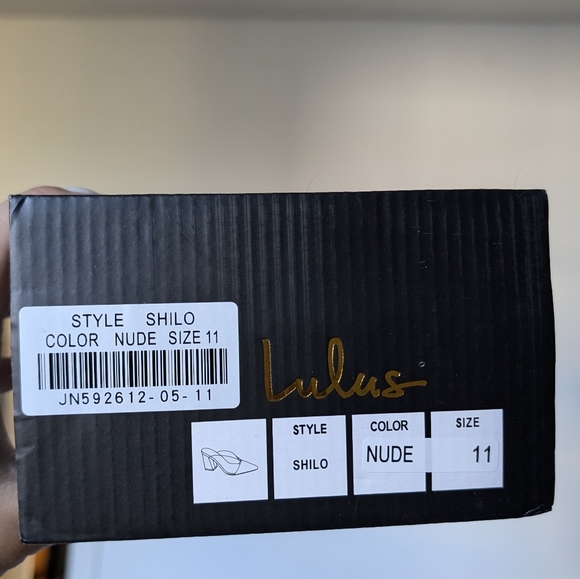 STYLE SHILO
COLOR NUDE SIZE 11
JN592612-05-11
Lulus
STYLE
SHILO
COLOR
NUDE
SIZE
11